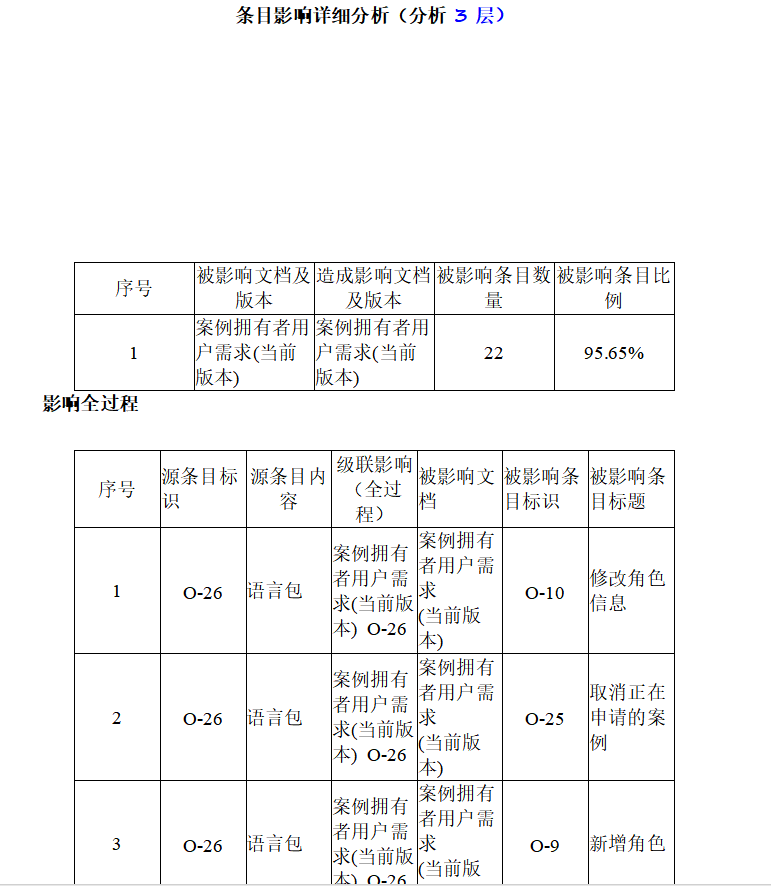 条目影响详细分析（分析 3 层）
序号
被影响文档及
版本
造成影响文档
及版本
被影响条目数
量
被影响条目比
例
1
案例拥有者用
户需求(当前
版本)
案例拥有者用
户需求(当前
版本)
22
95.65%
影响全过程
序号
源条目标
识
源条目内
容
级联影响
（全过
程）
被影响文
档
被影响条
目标识
被影响条
目标题
1
O-26
语言包
案例拥有
者用户需
求(当前版
本) O-26
案例拥有
者用户需
求
(当前版
本)
O-10
修改角色
信息
2
O-26
语言包
案例拥有
者用户需
求(当前版
本) O-26
案例拥有
者用户需
求
(当前版
本)
O-25
取消正在
申请的案
例
3
O-26
语言包
案例拥有
者用户需
求(当前版
本) O-26
案例拥有
者用户需
求
(当前版
O-9
新增角色